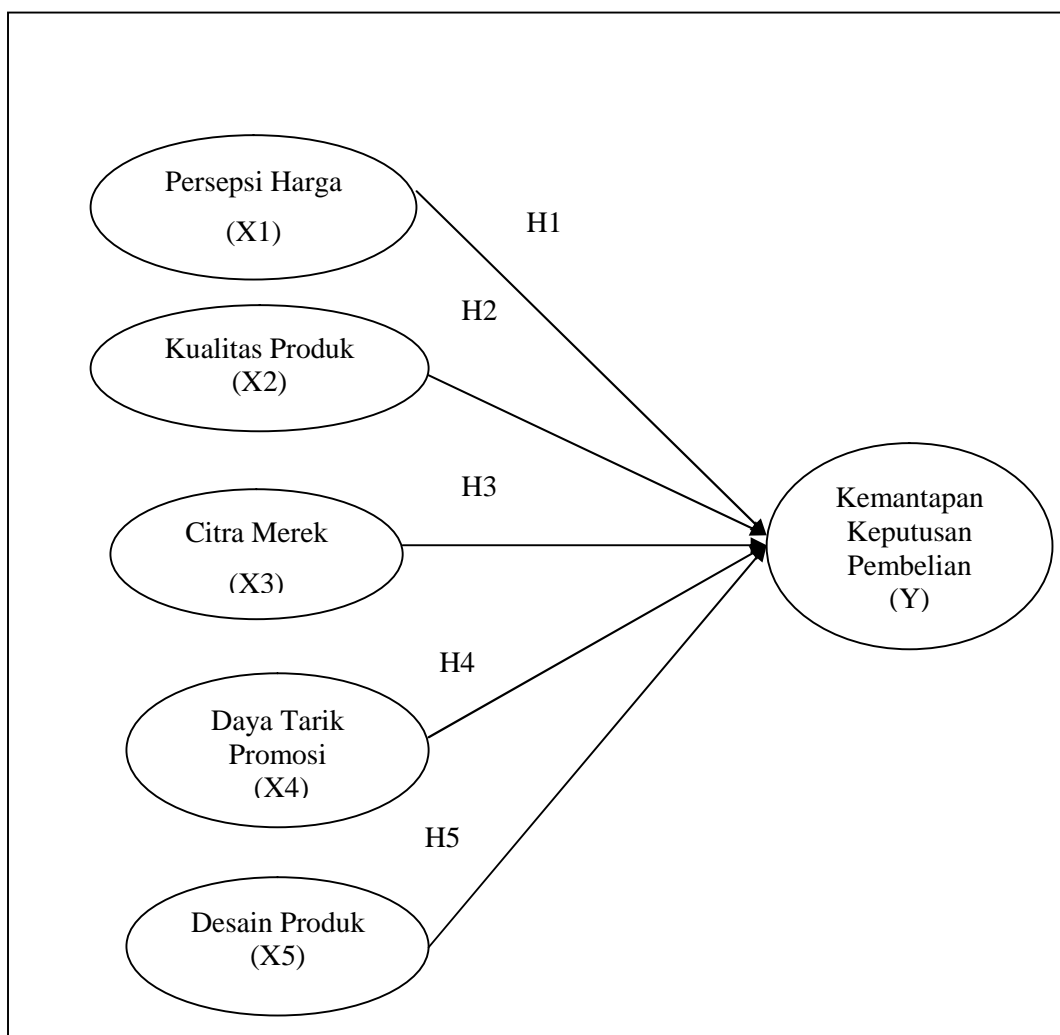 Persepsi Harga
(X1)
H1
H2
Kualitas Produk
(X2)
H3
Citra Merek
(X3)
Kemantapan
Keputusan
Pembelian
(Y)
H4
Daya Tarik
Promosi
(X4)
H5
Desain Produk
(X5)